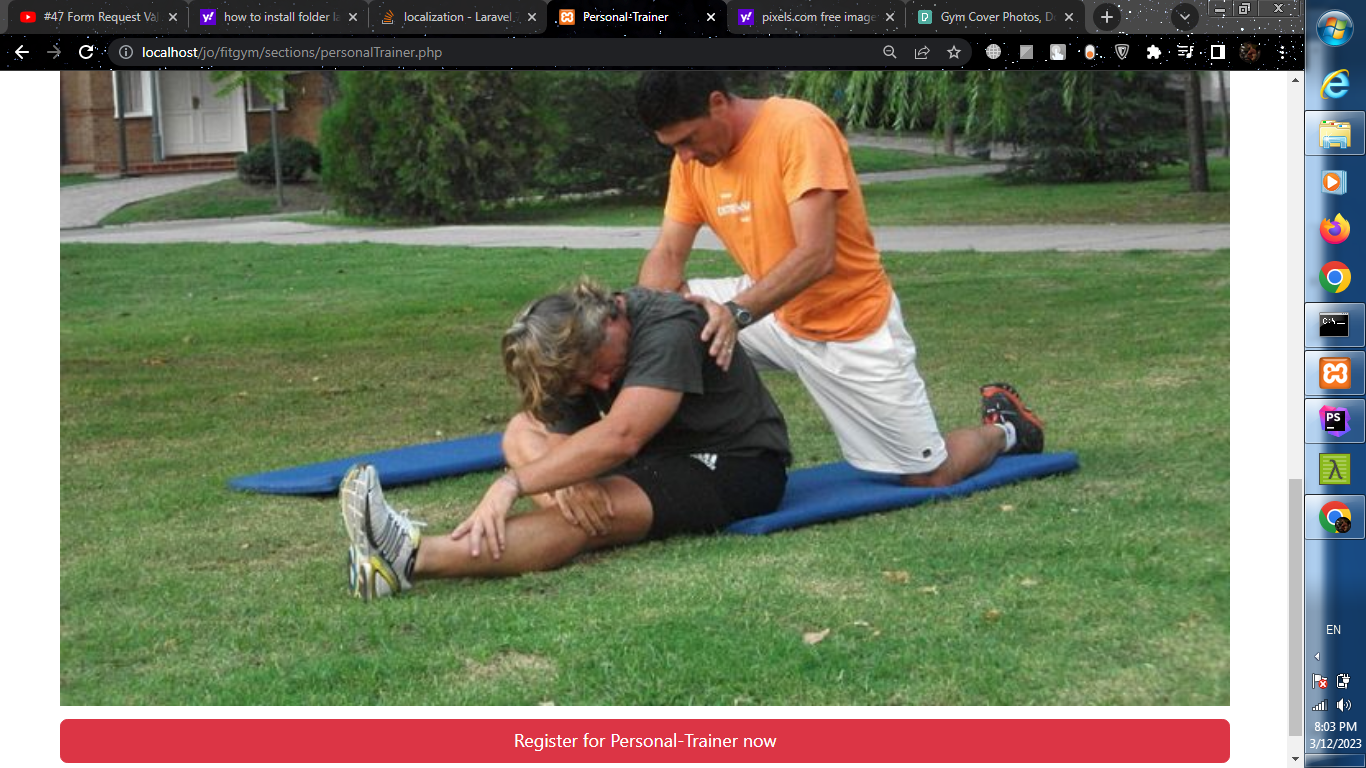 #47 Form Request Va
how to install folder la
localization - Laravel
Personal-Trainer
pixels.com free image
Gym Cover Photos, D
localhost/jo/fitgym/sections/personalTrainer.php
Register for Personal-Trainer now
PS
EN
8:03 PM
3/12/2023